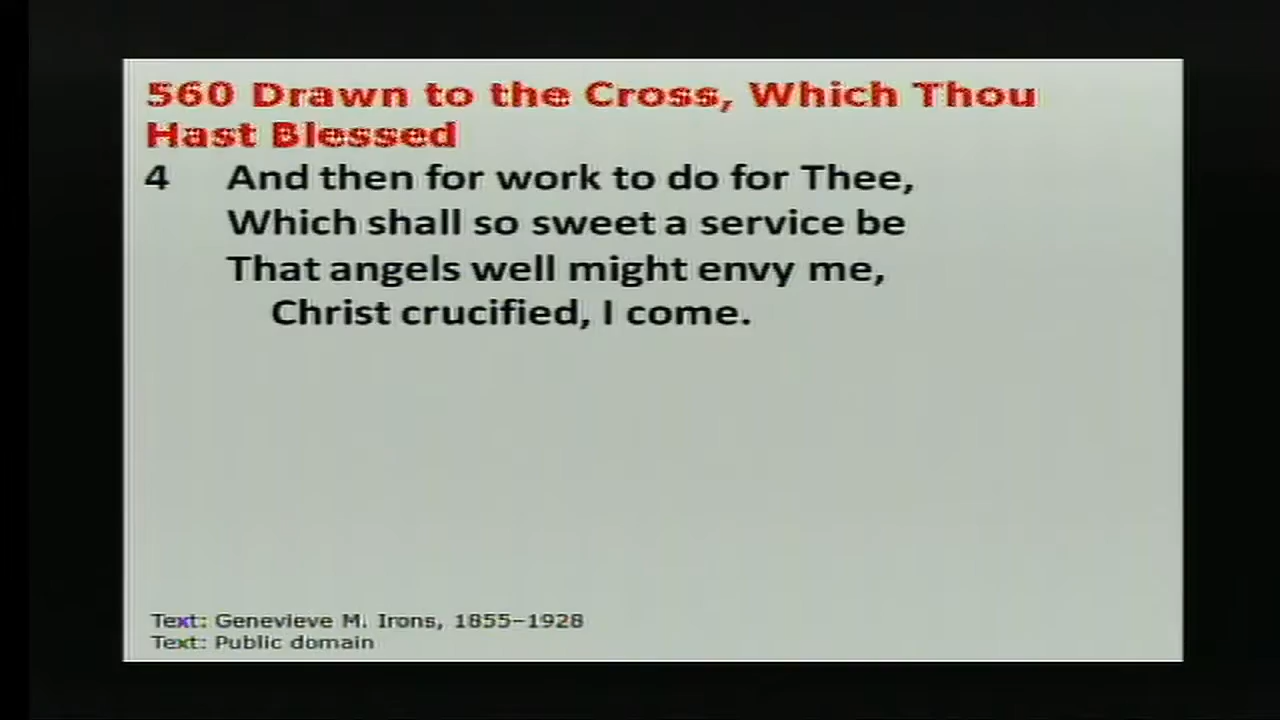 560 Drawn to the Cross, Which Thou
Hast Blessed
4 And then for work to do for Thee,
Which shall so sweet a service be
That angels well might envy me,
Christ crucified, I come.
Text: Genevieve M. Irons, 1855–1928
Text: Public domain